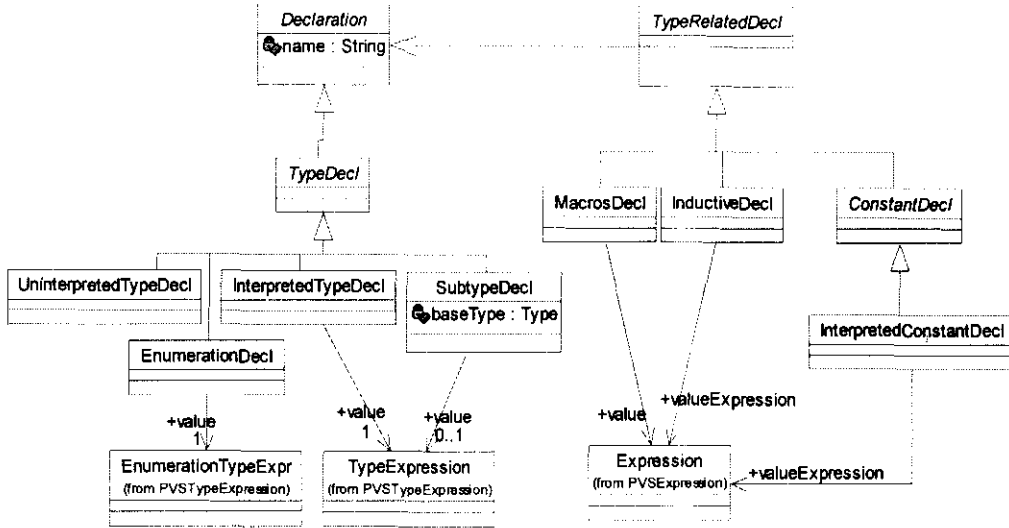 Declaration
name : String
TypeRelatedDecl
TypeDecl
MacrosDecl
InductiveDecl
ConstantDecl
UninterpretedTypeDecl
InterpretedTypeDecl
SubtypeDecl
baseType : Type
EnumerationDecl
InterpretedConstantDecl
+value
1
+value
1
+value
0..1
+value
+valueExpression
EnumerationTypeExpr
(from PVSTypeExpression)
TypeExpression
(from PVSTypeExpression)
Expression
(from PVSExpression)
+valueExpression